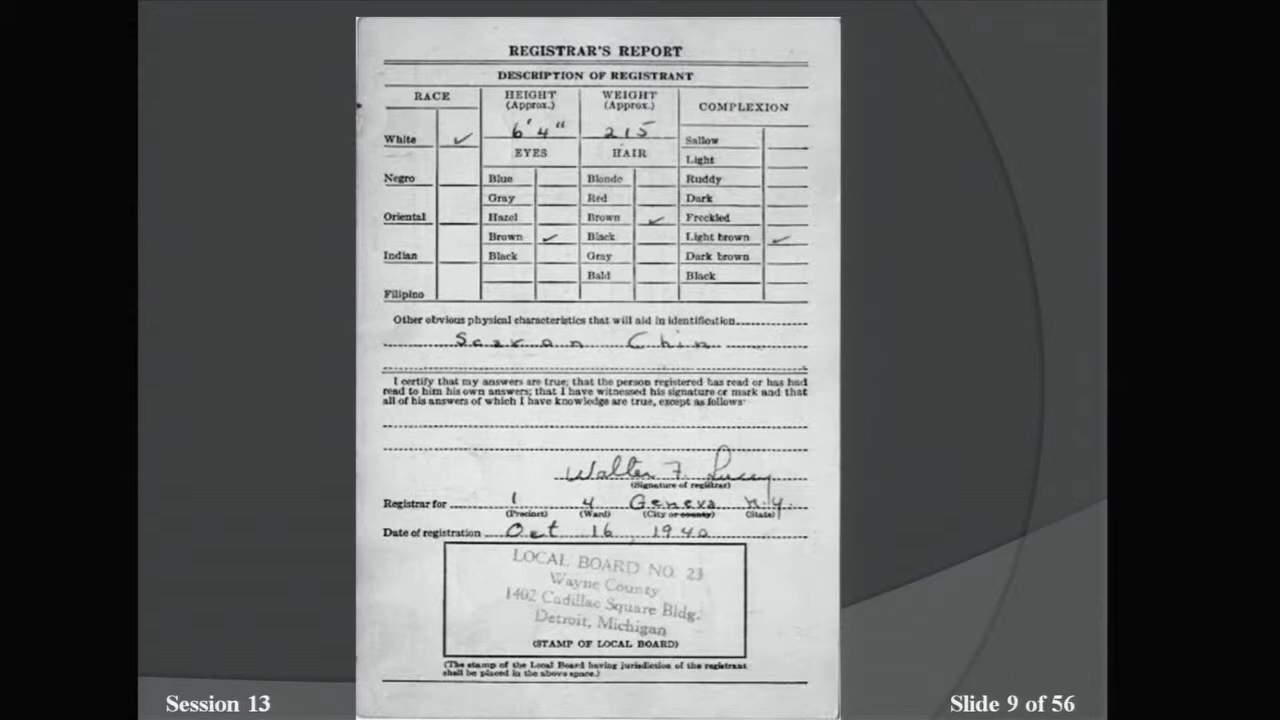 REGISTRAR'S REPORT
DESCRIPTION OF REGISTRANT
RACE
HEIGHT
(Approx.)
WEIGHT
(Approx.)
COMPLEXION
6' 4"
215
White ✓
EYES
HAIR
Sallow
Light
Negro
Blue
Blonde
Ruddy
Gray
Red
Dark
Oriental
Hazel
Brown ✓
Freckled
Brown ✓
Black
Light brown ✓
Indian
Black
Gray
Dark brown
Bald
Black
Filipino
Other obvious physical characteristics that will aid in identification
Scar on Chin
I certify that my answers are true; that the person registered has read or has had
read to him his own answers; that I have witnessed his signature or mark and that
all of his answers of which I have knowledge are true, except as follows:
Walter F.
(Signature of registrar)
Registrar for 1 4 Geneva N.Y.
(Precinct) (Ward) (City or county) (State)
Date of registration Oct 16, 1940
LOCAL BOARD NO. 23
Wayne County
1402 Cadillac Square Bldg.
Detroit, Michigan
(STAMP OF LOCAL BOARD)
(The stamp of the Local Board having jurisdiction of the registrant
shall be placed in the above space.)
Session 13
Slide 9 of 56